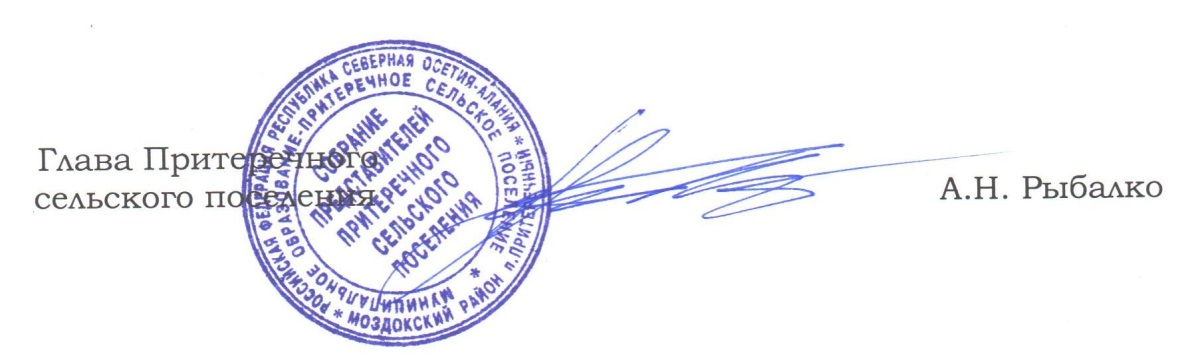 Глава Притеречного
сельского поселения
А.Н. Рыбалко
* РОССИЙСКАЯ ФЕДЕРАЦИЯ РЕСПУБЛИКА СЕВЕРНАЯ ОСЕТИЯ-АЛАНИЯ *
МОЗДОКСКИЙ РАЙОН п.ПРИТЕРЕЧНЫЙ
* МУНИЦИПАЛЬНОЕ ОБРАЗОВАНИЕ-ПРИТЕРЕЧНОЕ СЕЛЬСКОЕ ПОСЕЛЕНИЕ
СОБРАНИЕ
ПРЕДСТАВИТЕЛЕЙ
ПРИТЕРЕЧНОГО
СЕЛЬСКОГО
ПОСЕЛЕНИЯ